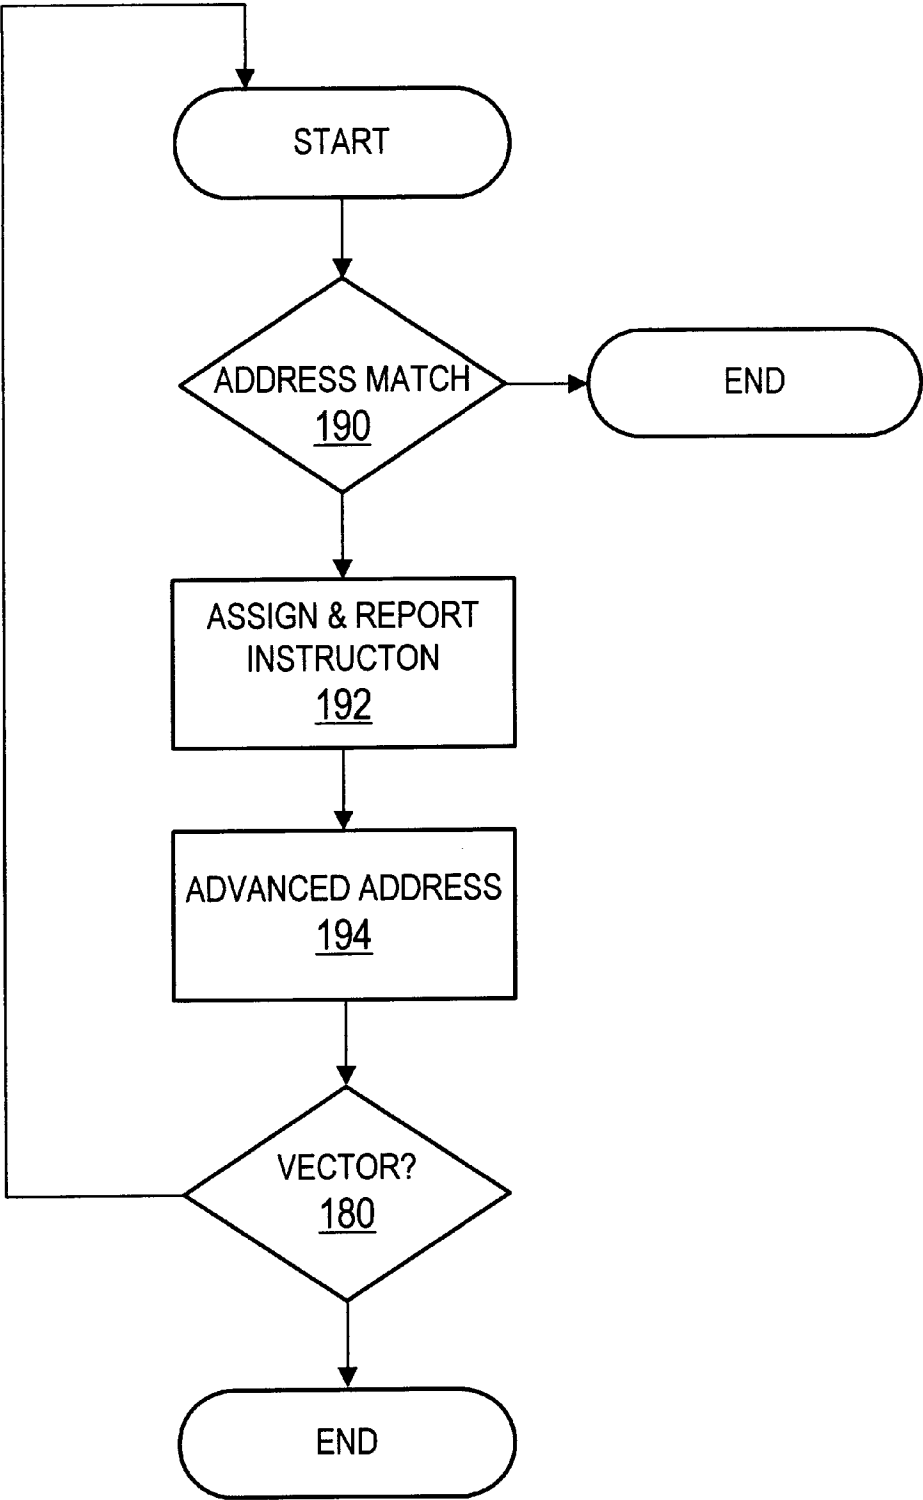 START
ADDRESS MATCH
190
END
ASSIGN & REPORT
INSTRUCTON
192
ADVANCED ADDRESS
194
VECTOR?
180
END